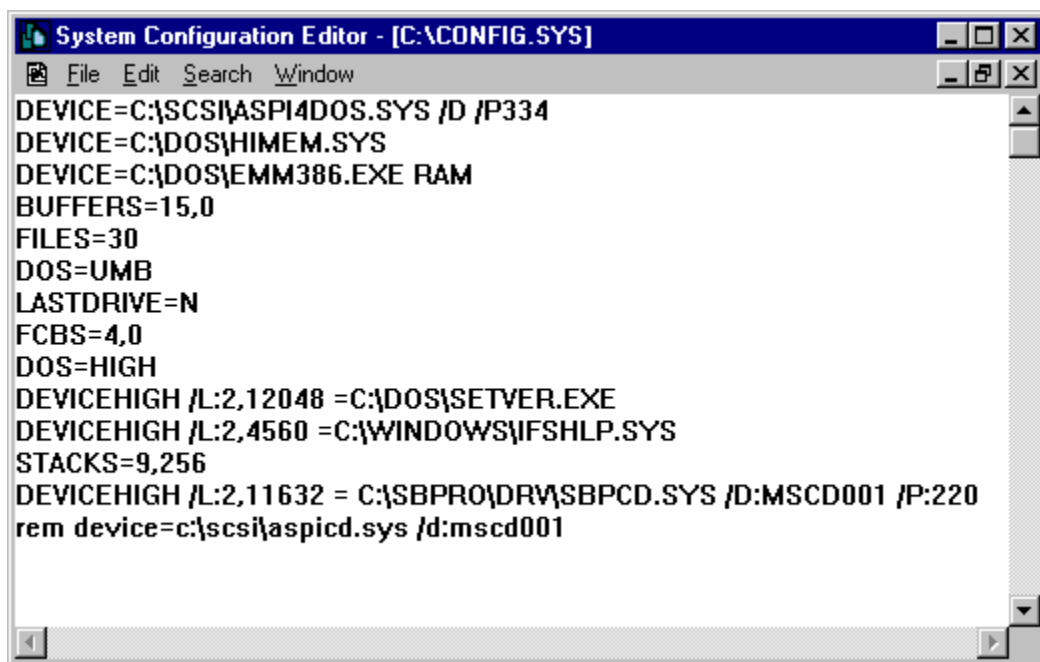 System Configuration Editor - [C:\CONFIG.SYS]
File Edit Search Window
DEVICE=C:\SCSI\ASPI4DOS.SYS /D /P334
DEVICE=C:\DOS\HIMEM.SYS
DEVICE=C:\DOS\EMM386.EXE RAM
BUFFERS=15,0
FILES=30
DOS=UMB
LASTDRIVE=N
FCBS=4,0
DOS=HIGH
DEVICEHIGH /L:2,12048 =C:\DOS\SETVER.EXE
DEVICEHIGH /L:2,4560 =C:\WINDOWS\IFSHLP.SYS
STACKS=9,256
DEVICEHIGH /L:2,11632 = C:\SBPRO\DRV\SBPCD.SYS /D:MSCD001 /P:220
rem device=c:\scsi\aspicd.sys /d:mscd001